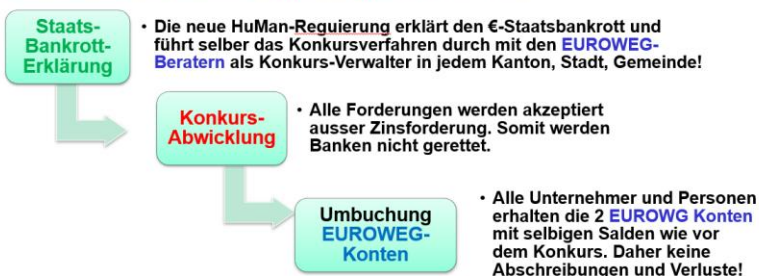 Staats-
Bankrott-
Erklärung
• Die neue HuMan-Reguierung erklärt den €-Staatsbankrott und
führt selber das Konkursverfahren durch mit den EUROWEG-
Beratern als Konkurs-Verwalter in jedem Kanton, Stadt, Gemeinde!
Konkurs-
Abwicklung
• Alle Forderungen werden akzeptiert
ausser Zinsforderung. Somit werden
Banken nicht gerettet.
Umbuchung
EUROWEG-
Konten
• Alle Unternehmer und Personen
erhalten die 2 EUROWG Konten
mit selbigen Salden wie vor
dem Konkurs. Daher keine
Abschreibungen und Verluste!